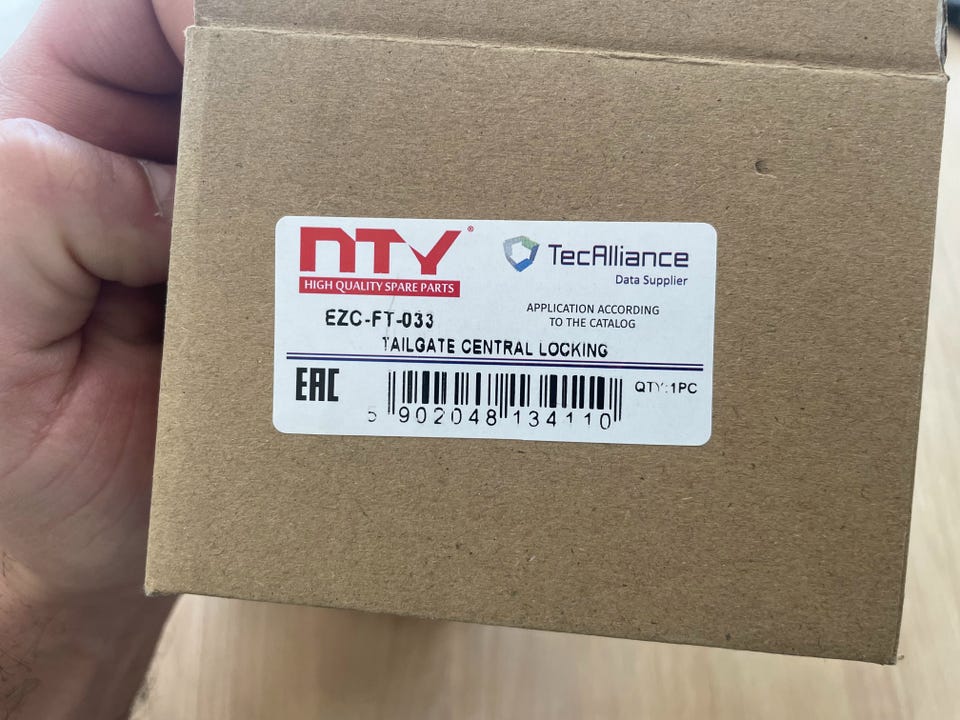 NTY®
HIGH QUALITY SPARE PARTS
TecAlliance
Data Supplier
EZC-FT-033
APPLICATION ACCORDING
TO THE CATALOG
TAILGATE CENTRAL LOCKING
EAC
QTY:1PC
5 902048 134110